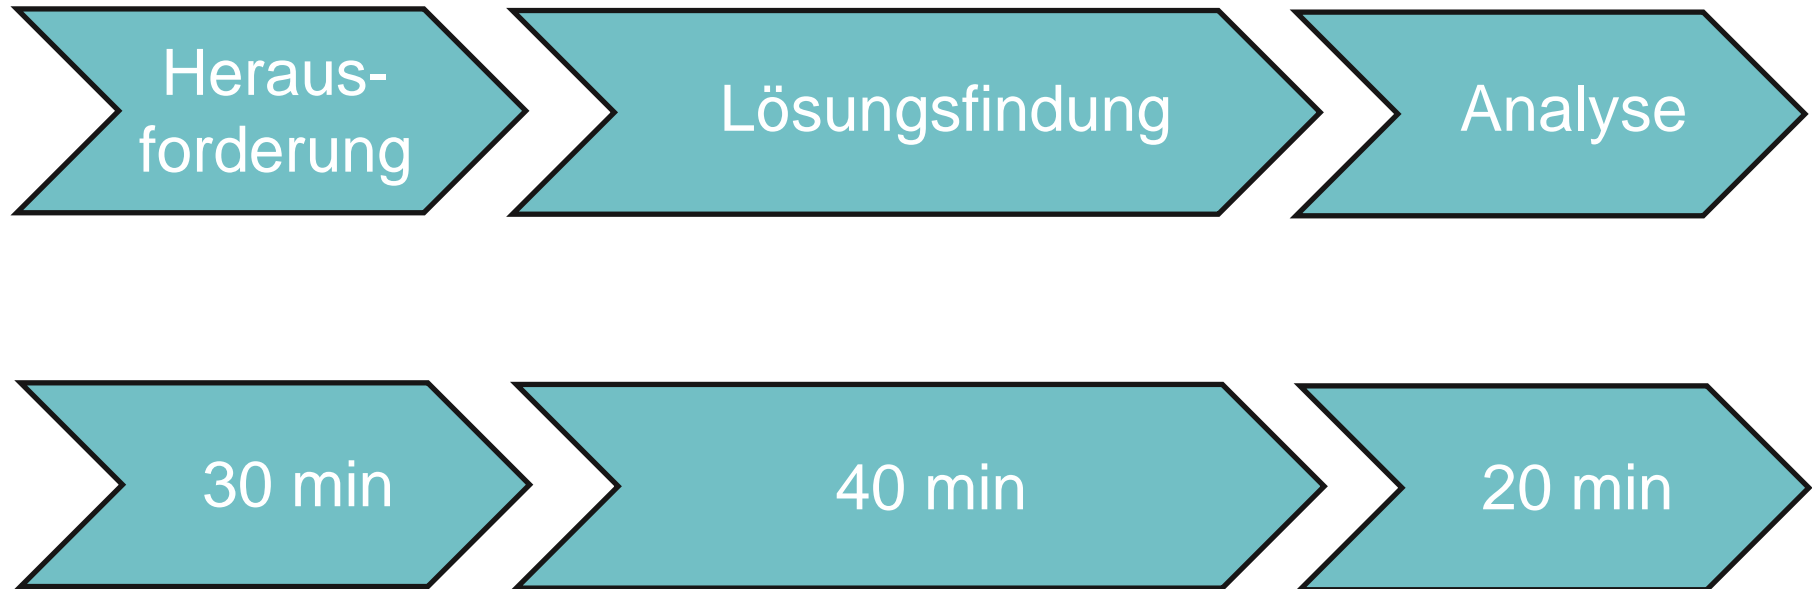 Heraus-
forderung
Lösungsfindung
Analyse
30 min
40 min
20 min